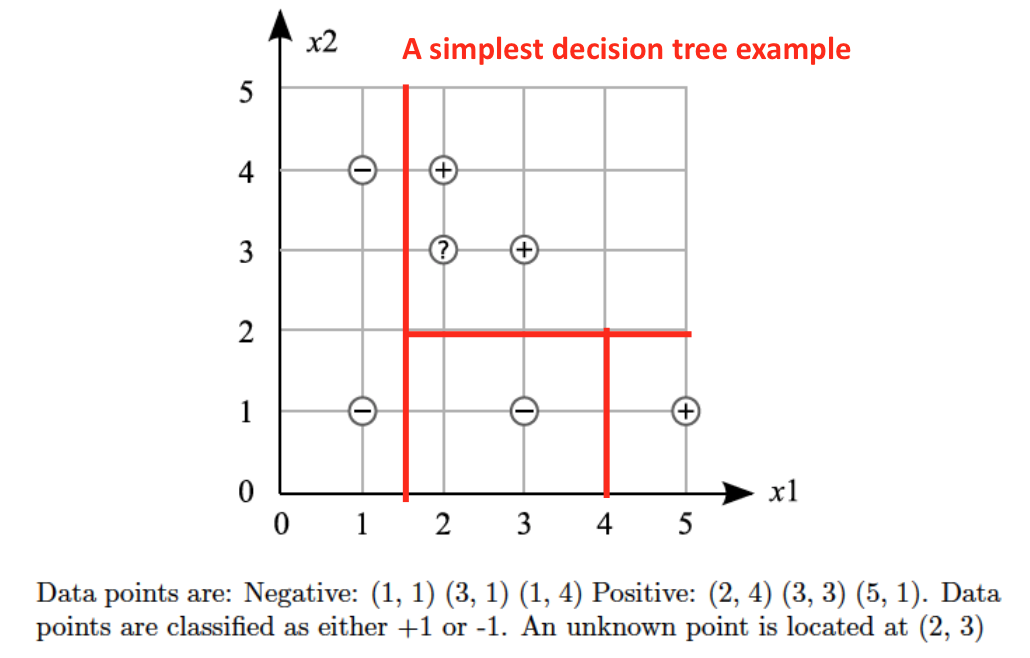 x2
A simplest decision tree example
5
4
− +
3
? +
2
1
− − +
0
x1
0 1 2 3 4 5
Data points are: Negative: (1, 1) (3, 1) (1, 4) Positive: (2, 4) (3, 3) (5, 1). Data
points are classified as either +1 or -1. An unknown point is located at (2, 3)